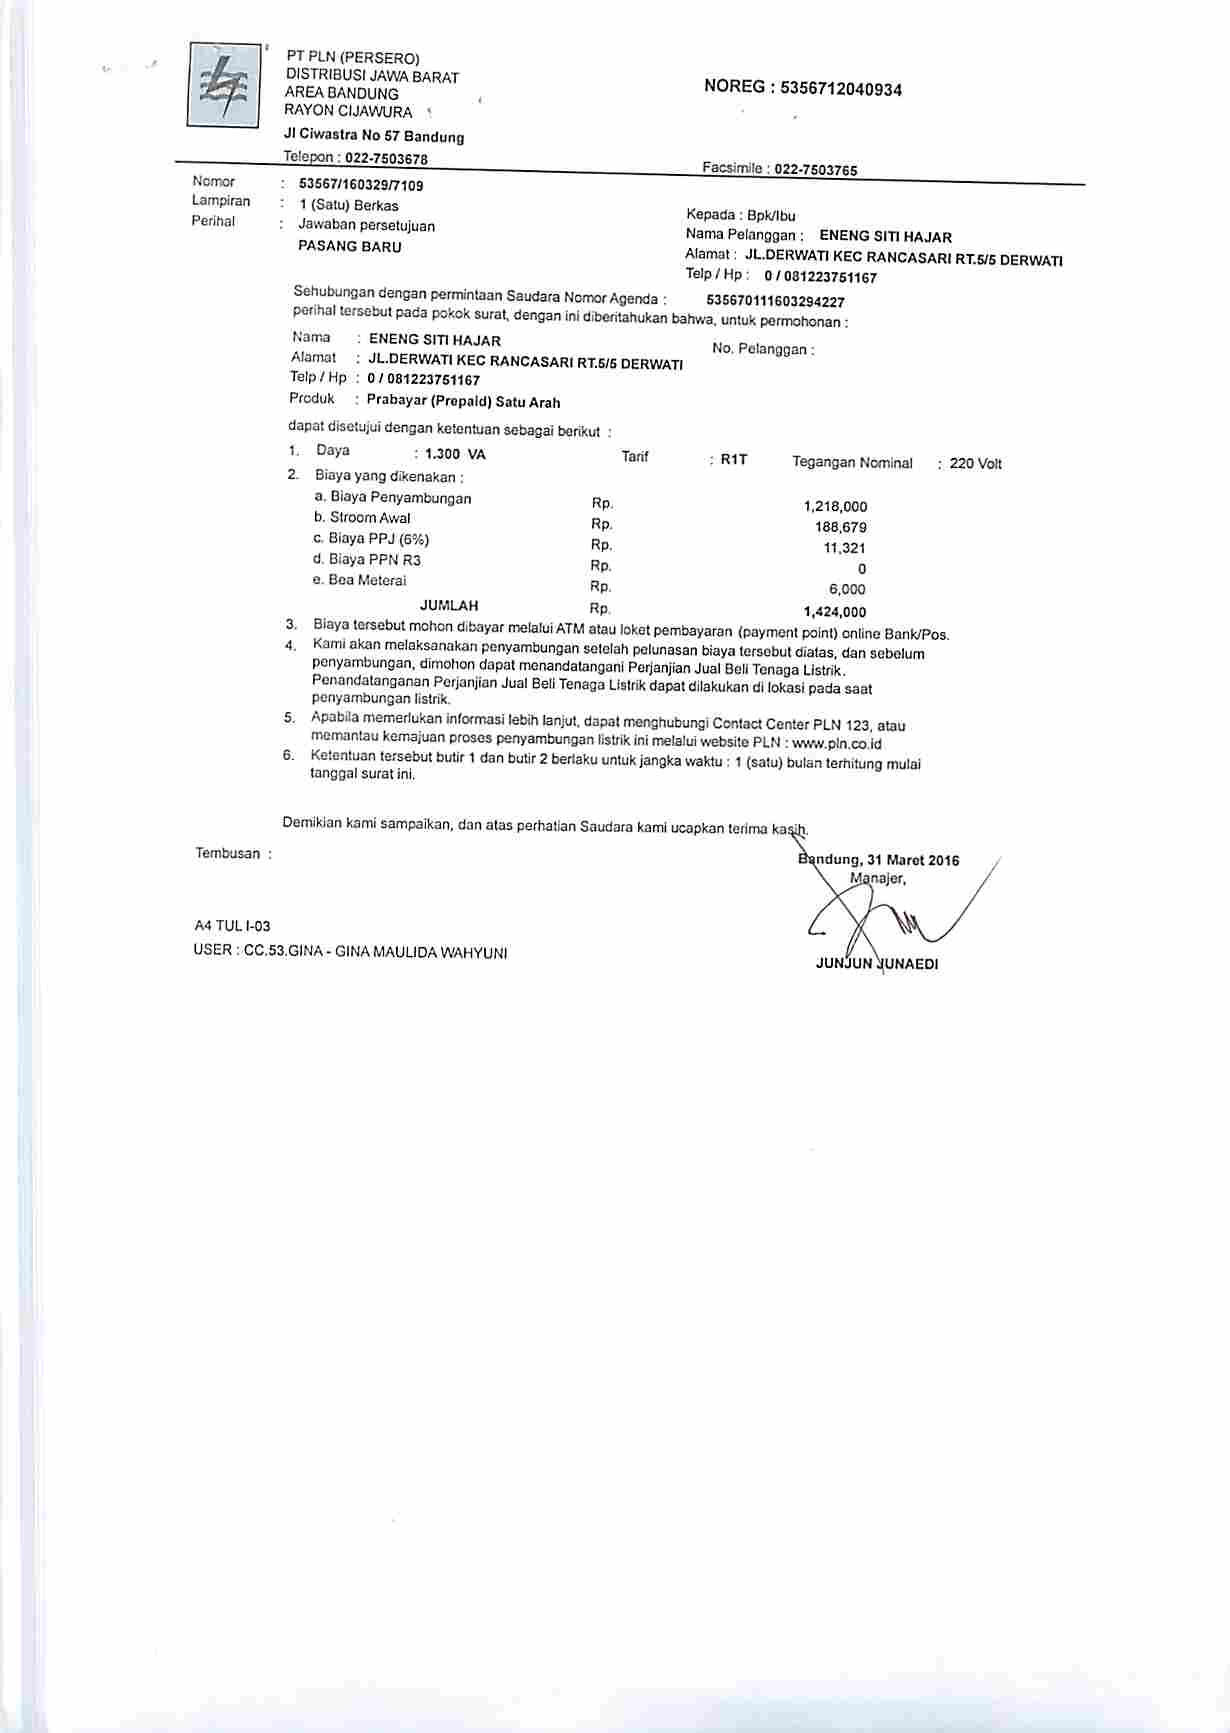 PT PLN (PERSERO)
DISTRIBUSI JAWA BARAT
AREA BANDUNG
RAYON CIJAWURA
Jl Ciwastra No 57 Bandung
Telepon : 022-7503678
NOREG : 5356712040934
Facsimile : 022-7503765
Nomor : 53567/160329/7109
Lampiran : 1 (Satu) Berkas
Perihal : Jawaban persetujuan
PASANG BARU
Kepada : Bpk/Ibu
Nama Pelanggan : ENENG SITI HAJAR
Alamat : JL.DERWATI KEC RANCASARI RT.5/5 DERWATI
Telp / Hp : 0 / 081223751167
Sehubungan dengan permintaan Saudara Nomor Agenda : 535670111603294227
perihal tersebut pada pokok surat, dengan ini diberitahukan bahwa, untuk permohonan :
Nama : ENENG SITI HAJAR No. Pelanggan :
Alamat : JL.DERWATI KEC RANCASARI RT.5/5 DERWATI
Telp / Hp : 0 / 081223751167
Produk : Prabayar (Prepaid) Satu Arah
dapat disetujui dengan ketentuan sebagai berikut :
1. Daya : 1.300 VA Tarif : R1T Tegangan Nominal : 220 Volt
2. Biaya yang dikenakan :
a. Biaya Penyambungan Rp. 1,218,000
b. Stroom Awal Rp. 188,679
c. Biaya PPJ (6%) Rp. 11,321
d. Biaya PPN R3 Rp. 0
e. Bea Meterai Rp. 6,000
JUMLAH Rp. 1,424,000
3. Biaya tersebut mohon dibayar melalui ATM atau loket pembayaran (payment point) online Bank/Pos.
4. Kami akan melaksanakan penyambungan setelah pelunasan biaya tersebut diatas, dan sebelum
penyambungan, dimohon dapat menandatangani Perjanjian Jual Beli Tenaga Listrik.
Penandatanganan Perjanjian Jual Beli Tenaga Listrik dapat dilakukan di lokasi pada saat
penyambungan listrik.
5. Apabila memerlukan informasi lebih lanjut, dapat menghubungi Contact Center PLN 123, atau
memantau kemajuan proses penyambungan listrik ini melalui website PLN : www.pln.co.id
6. Ketentuan tersebut butir 1 dan butir 2 berlaku untuk jangka waktu : 1 (satu) bulan terhitung mulai
tanggal surat ini.
Demikian kami sampaikan, dan atas perhatian Saudara kami ucapkan terima kasih.
Tembusan :
Bandung, 31 Maret 2016
Manajer,
A4 TUL I-03
USER : CC.53.GINA - GINA MAULIDA WAHYUNI
JUNJUN JUNAEDI